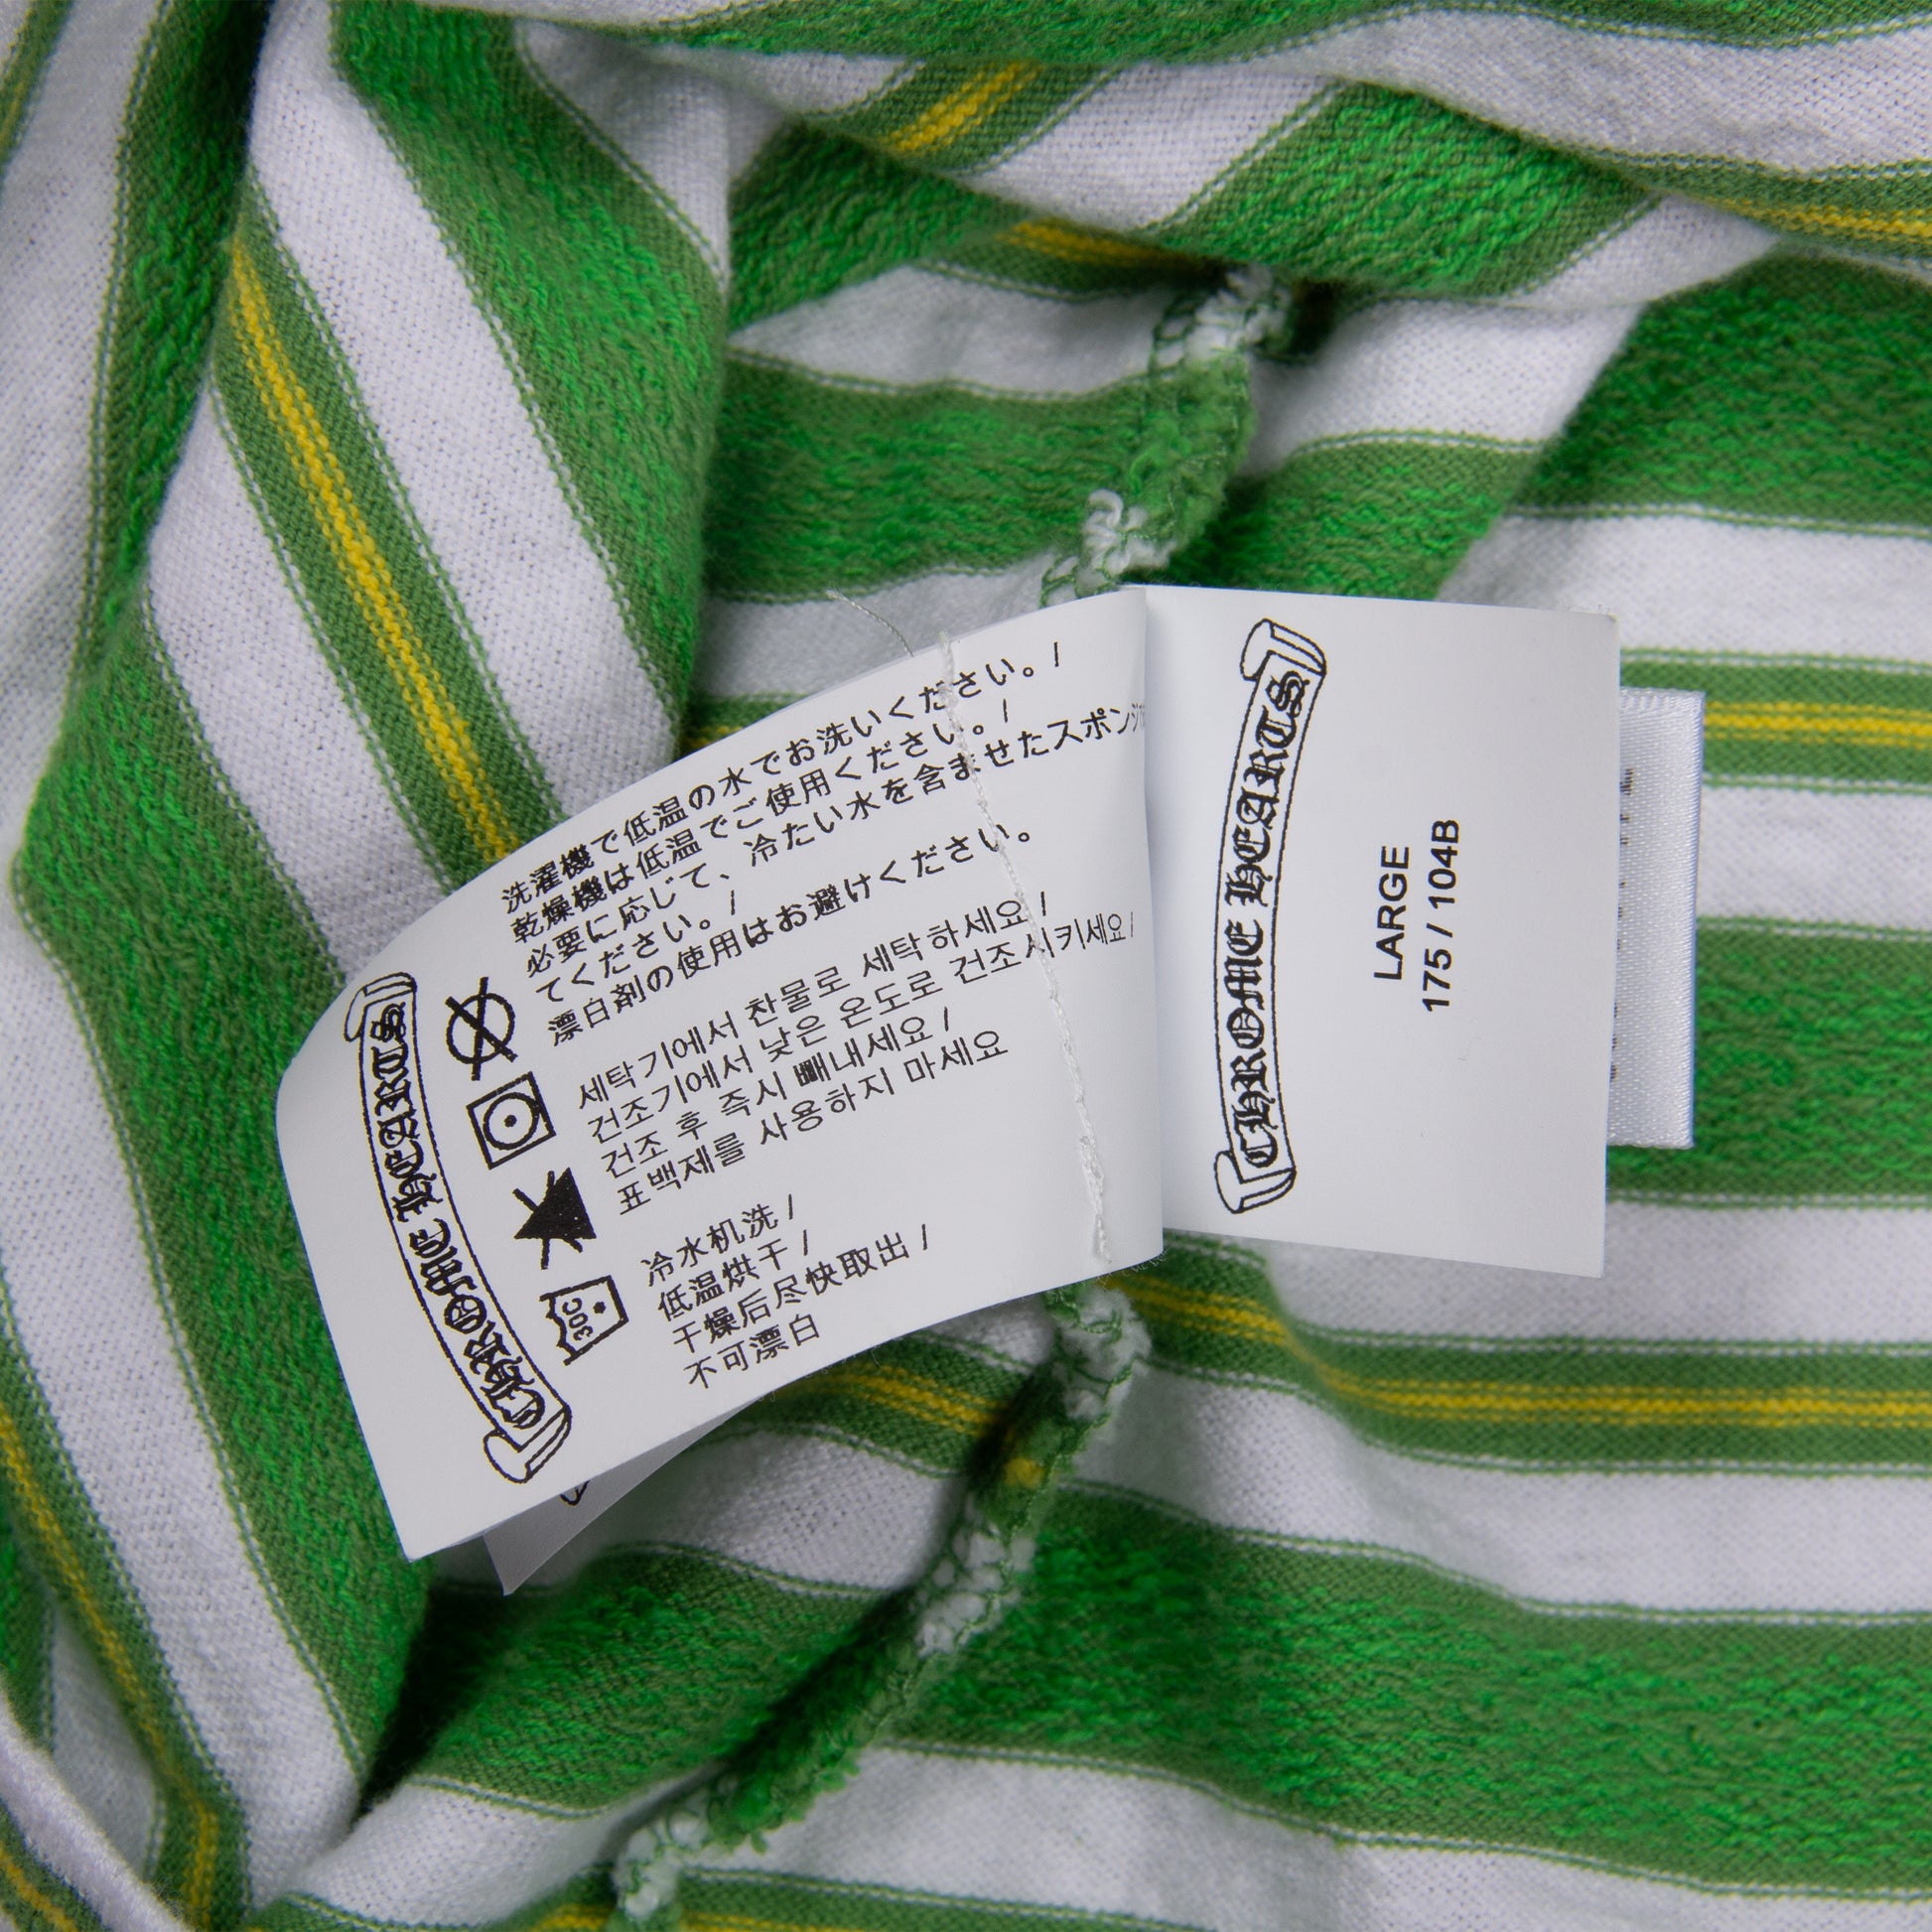 CHROME HEARTS
洗濯機で低温の水でお洗いください。/
乾燥機は低温でご使用ください。/
必要に応じて、冷たい水を含ませたスポンジ
てください。/
漂白剤の使用はお避けください。
세탁기에서 찬물로 세탁하세요 /
건조기에서 낮은 온도로 건조시키세요 /
건조 후 즉시 빼내세요 /
표백제를 사용하지 마세요
30C
冷水机洗 /
低温烘干 /
干燥后尽快取出 /
不可漂白
CHROME HEARTS
LARGE
175 / 104B